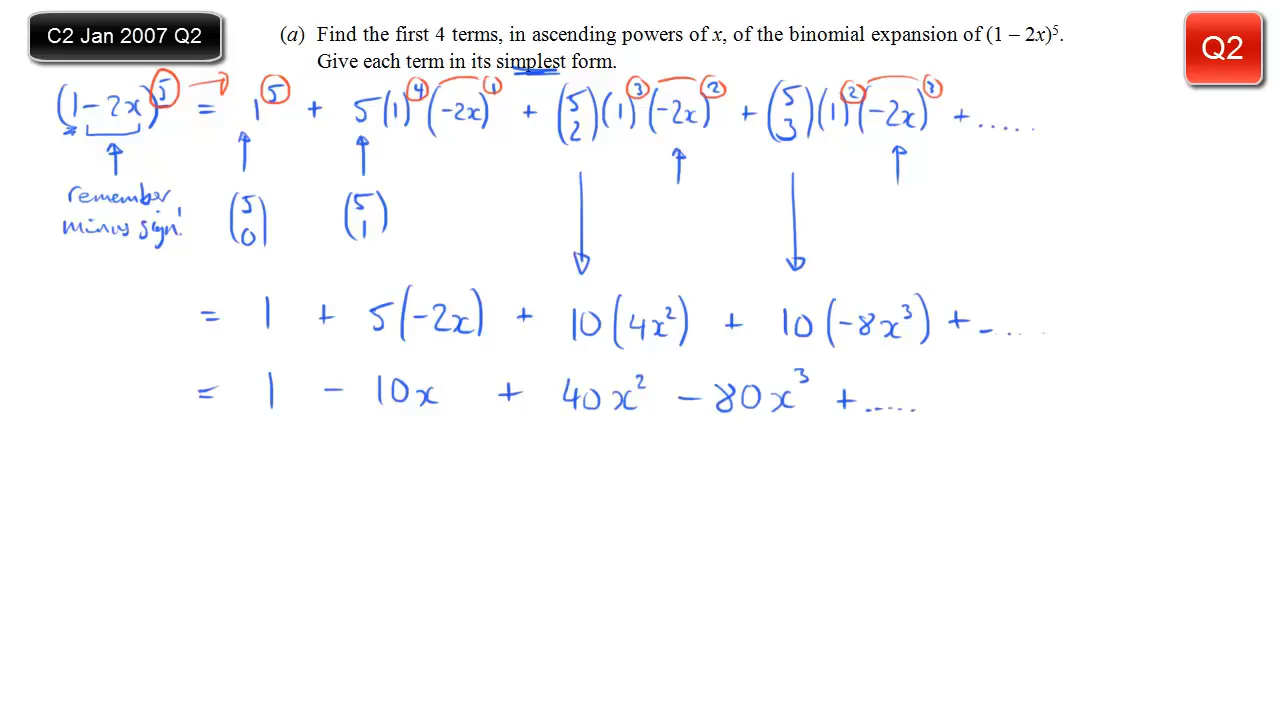 C2 Jan 2007 Q2
(a) Find the first 4 terms, in ascending powers of x, of the binomial expansion of (1 – 2x)⁵.
Give each term in its simplest form.
Q2
(1 - 2x)⁵ = 1⁵ + 5(1)⁴(-2x)¹ + (5 2)(1)³(-2x)² + (5 3)(1)²(-2x)³ + .....
remember
minus sign!
(5 0)
(5 1)
= 1 + 5(-2x) + 10(4x²) + 10(-8x³) + .....
= 1 - 10x + 40x² - 80x³ + .....